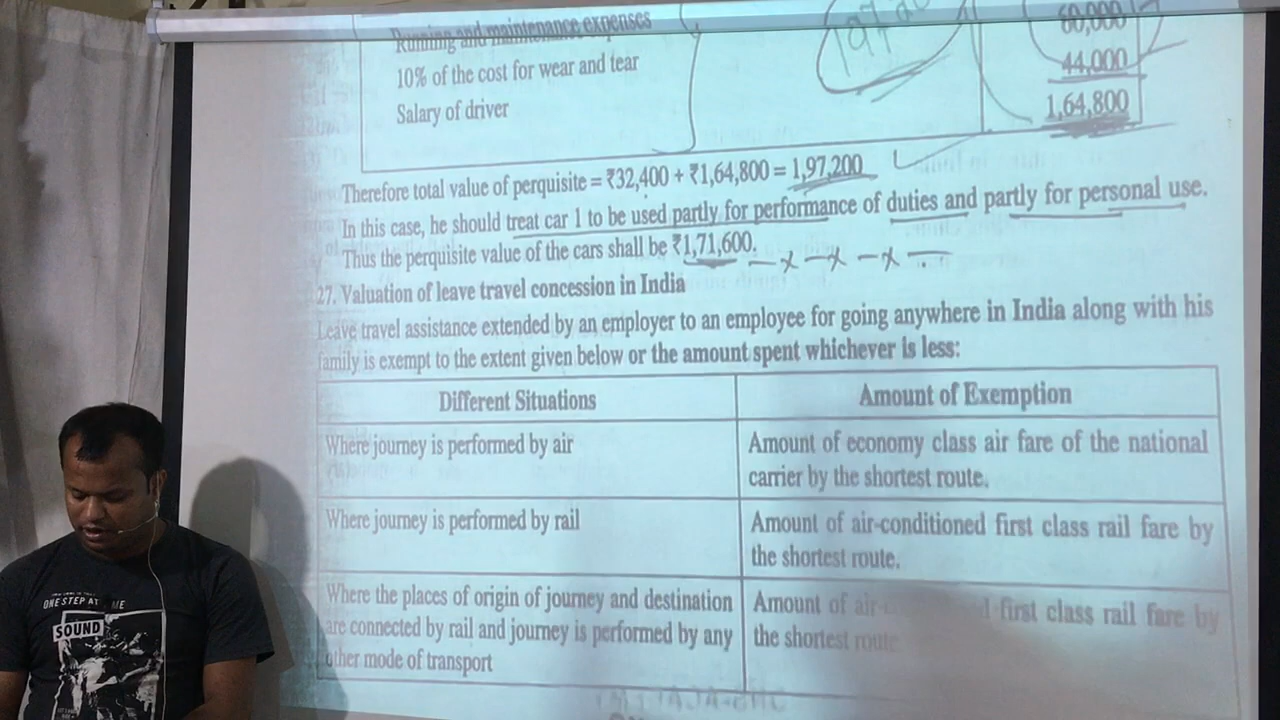 Running and maintenance expenses
60,000
10% of the cost for wear and tear
44,000
Salary of driver
1,64,800
Therefore total value of perquisite = ₹32,400 + ₹1,64,800 = 1,97,200
In this case, he should treat car 1 to be used partly for performance of duties and partly for personal use.
Thus the perquisite value of the cars shall be ₹1,71,600.
27. Valuation of leave travel concession in India
Leave travel assistance extended by an employer to an employee for going anywhere in India along with his
family is exempt to the extent given below or the amount spent whichever is less:
Different Situations
Amount of Exemption
Where journey is performed by air
Amount of economy class air fare of the national
carrier by the shortest route.
Where journey is performed by rail
Amount of air-conditioned first class rail fare by
the shortest route.
Where the places of origin of journey and destination
are connected by rail and journey is performed by any
other mode of transport
Amount of air-c d first class rail fare by
the shortest route
ONE STEP AT ME
SOUND